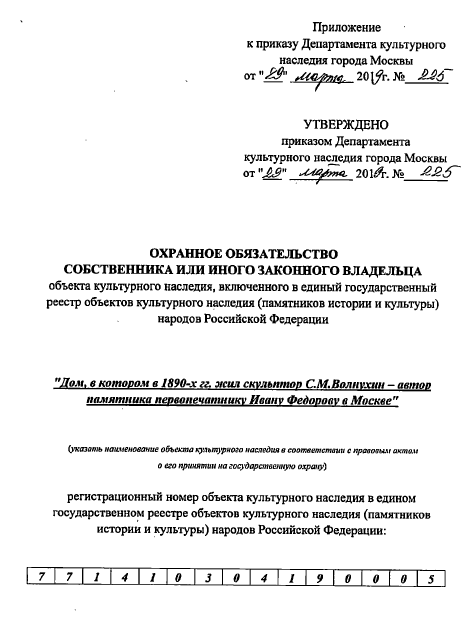 Приложение
к приказу Департамента культурного
наследия города Москвы
от "29" марта 2019г. № 225
УТВЕРЖДЕНО
приказом Департамента
культурного наследия города Москвы
от "29" марта 2019г. № 225
ОХРАННОЕ ОБЯЗАТЕЛЬСТВО
СОБСТВЕННИКА ИЛИ ИНОГО ЗАКОННОГО ВЛАДЕЛЬЦА
объекта культурного наследия, включенного в единый государственный
реестр объектов культурного наследия (памятников истории и культуры)
народов Российской Федерации
"Дом, в котором в 1890-х гг. жил скульптор С.М.Волнухин – автор
памятника первопечатнику Ивану Федорову в Москве"
(указать наименование объекта культурного наследия в соответствии с правовым актом
о его принятии на государственную охрану)
регистрационный номер объекта культурного наследия в едином
государственном реестре объектов культурного наследия (памятников
истории и культуры) народов Российской Федерации:
7 7 1 4 1 0 3 0 4 1 9 0 0 0 5